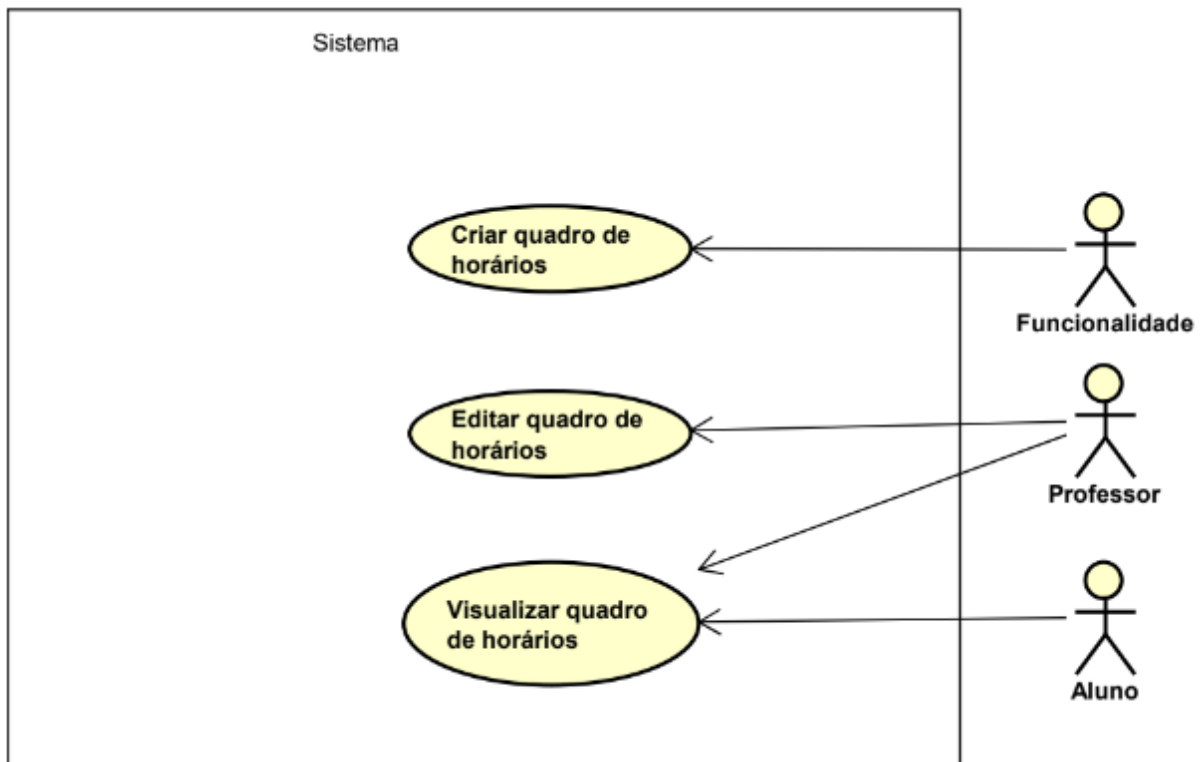 Sistema
Criar quadro de
horários
Funcionalidade
Editar quadro de
horários
Professor
Visualizar quadro
de horários
Aluno